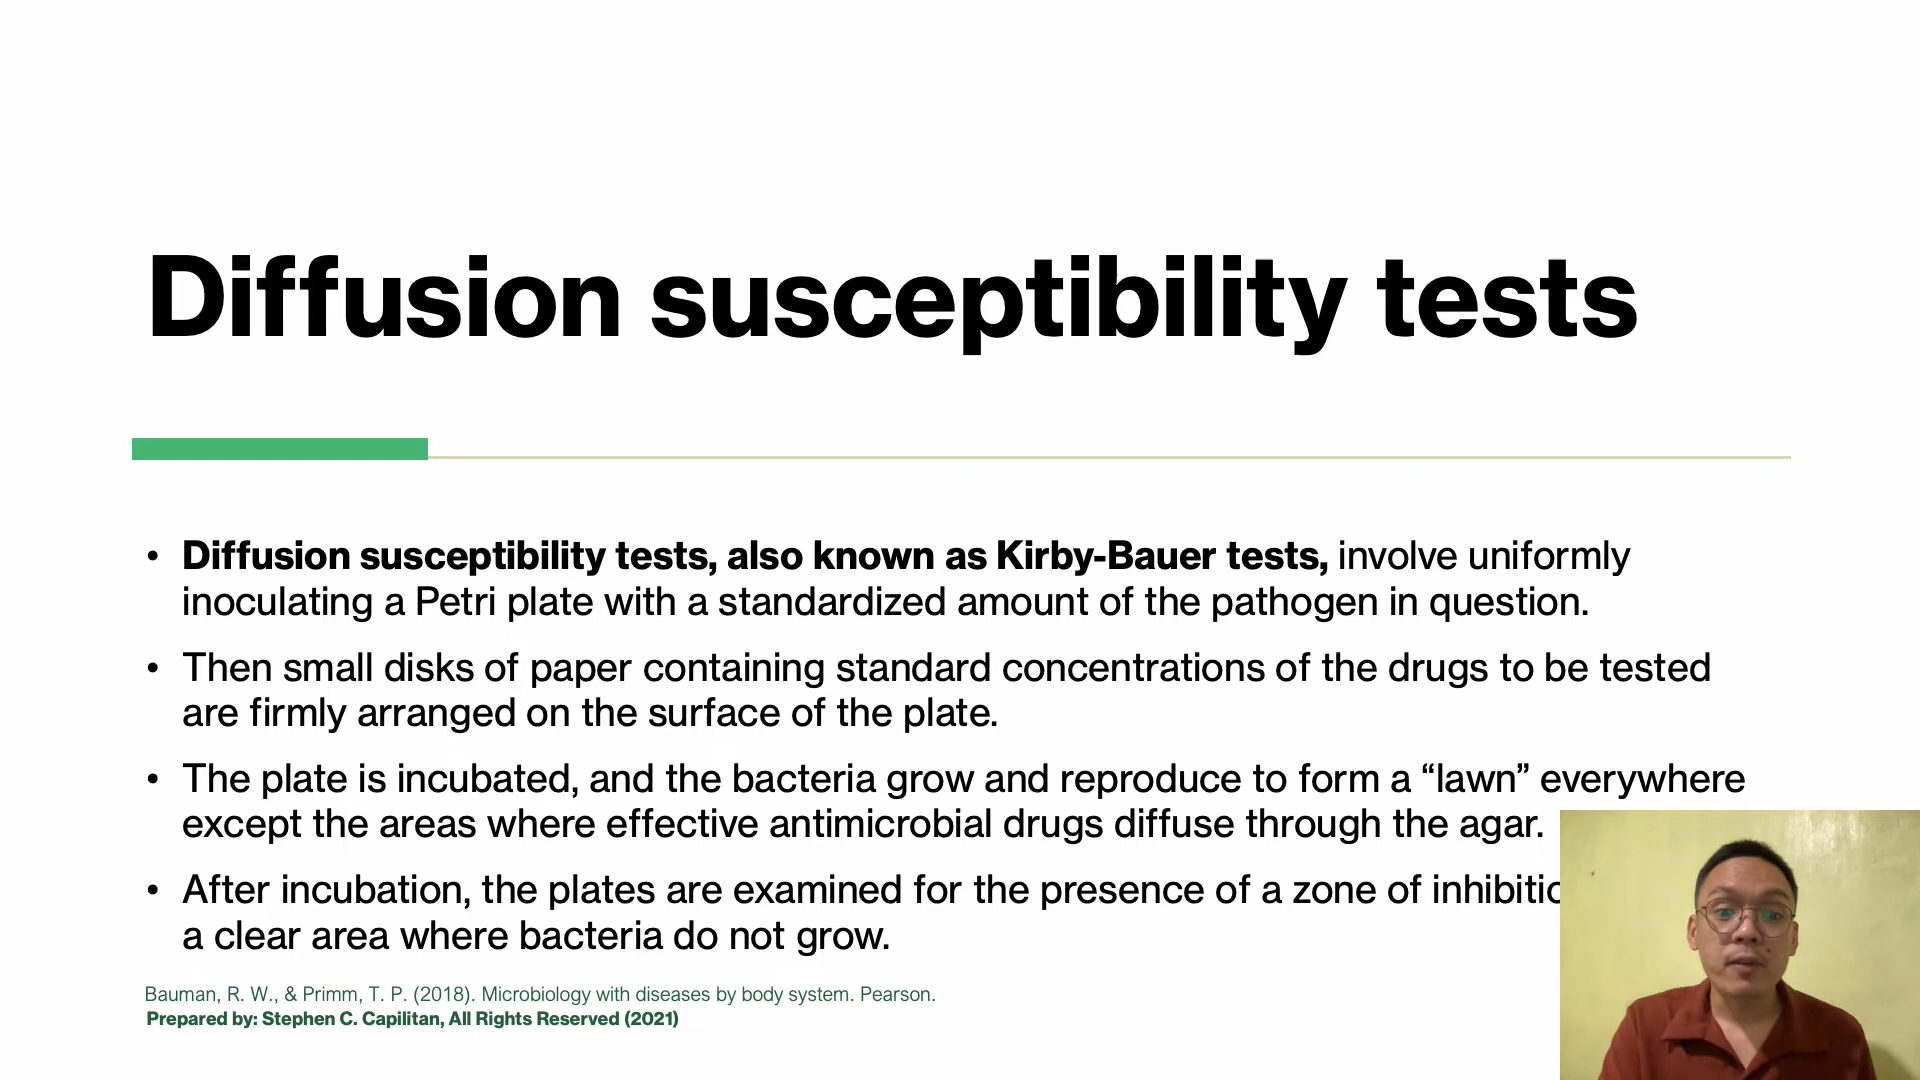 Diffusion susceptibility tests
• Diffusion susceptibility tests, also known as Kirby-Bauer tests, involve uniformly
inoculating a Petri plate with a standardized amount of the pathogen in question.
• Then small disks of paper containing standard concentrations of the drugs to be tested
are firmly arranged on the surface of the plate.
• The plate is incubated, and the bacteria grow and reproduce to form a “lawn” everywhere
except the areas where effective antimicrobial drugs diffuse through the agar.
• After incubation, the plates are examined for the presence of a zone of
a clear area where bacteria do not grow.
Bauman, R. W., & Primm, T. P. (2018). Microbiology with diseases by body system. Pearson.
Prepared by: Stephen C. Capilitan, All Rights Reserved (2021)